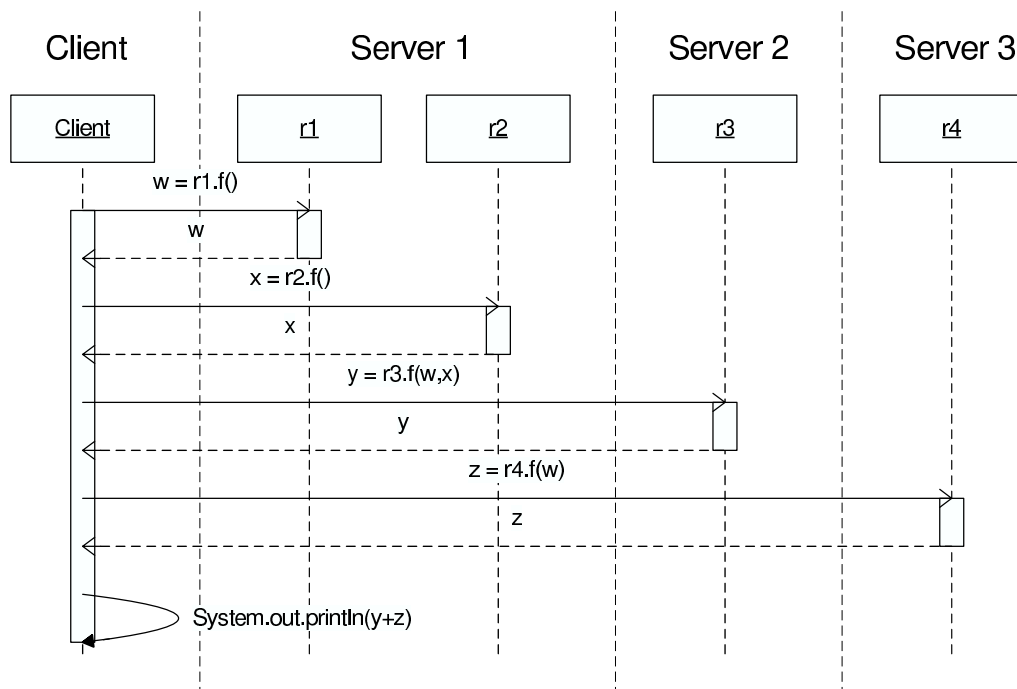 Client Server 1 Server 2 Server 3
Client r1 r2 r3 r4
w = r1.f()
w
x = r2.f()
x
y = r3.f(w,x)
y
z = r4.f(w)
z
System.out.println(y+z)